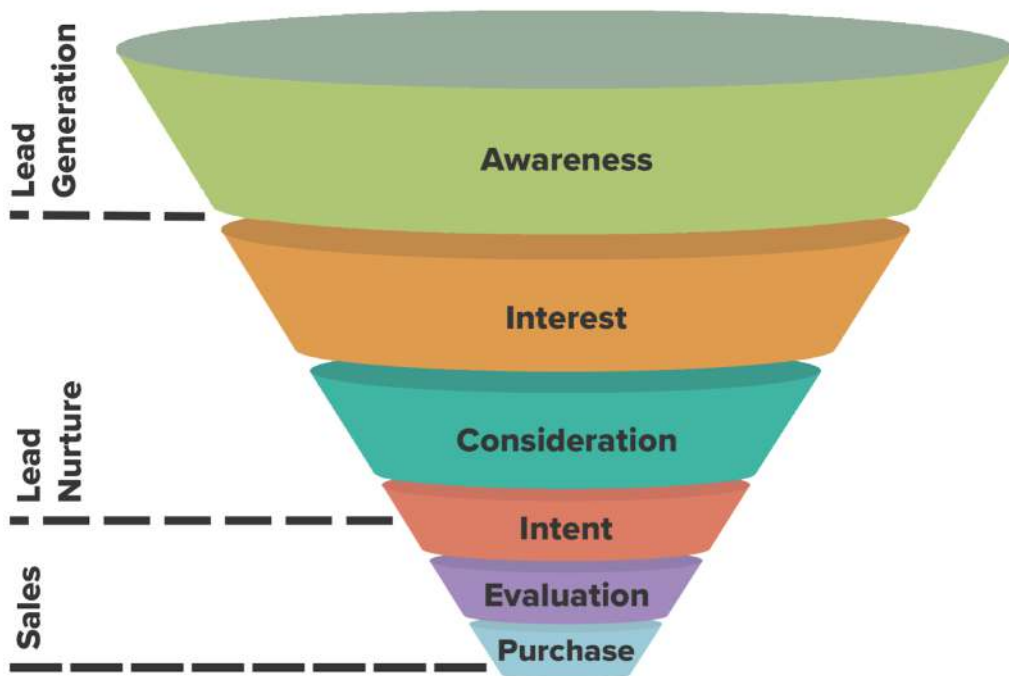 Lead
Generation
Awareness
Interest
Lead
Nurture
Consideration
Intent
Sales
Evaluation
Purchase